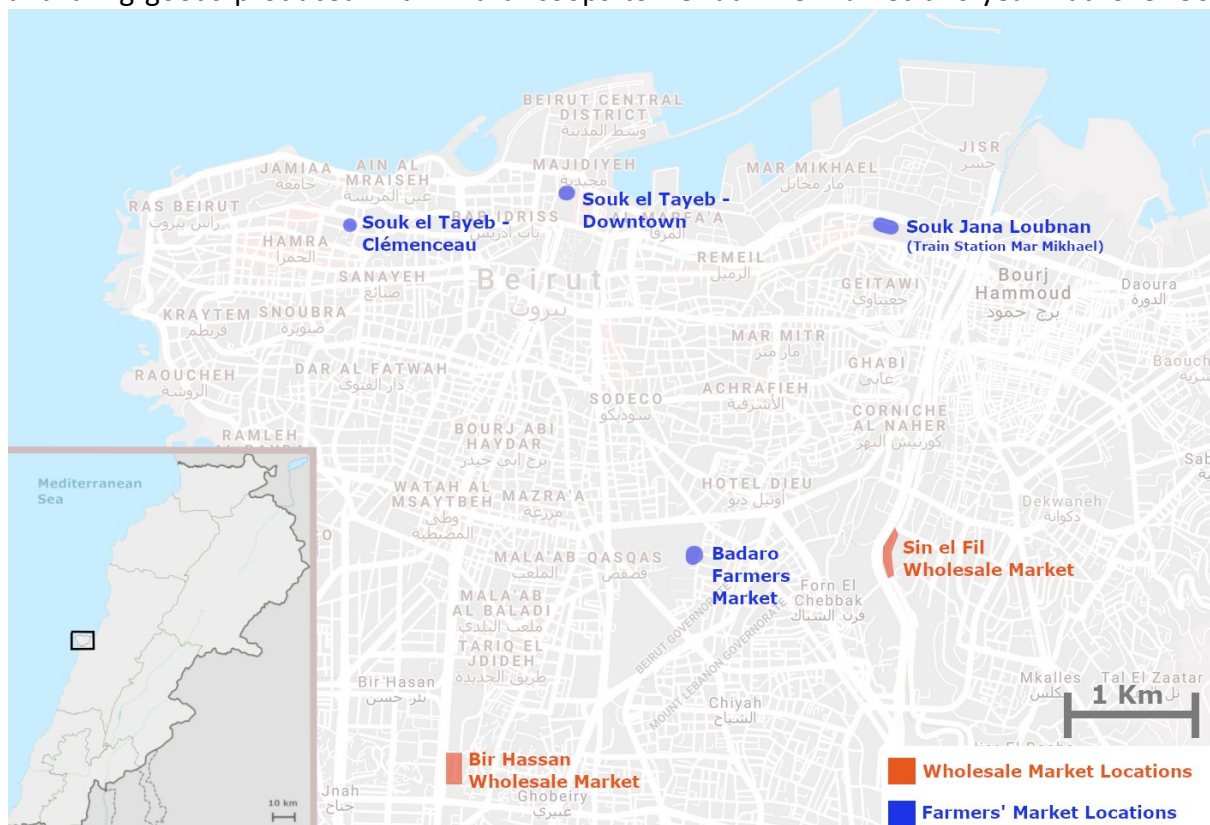 BEIRUT CENTRAL
DISTRICT
وسط المدينة
JISR
جسر
JAMIAA
جامعة
AIN AL
MRAISEH
عين المريسة
MAJIDIYEH
مجيدية
MAR MIKHAEL
مار مخايل
RAS BEIRUT
راس بيروت
Souk el Tayeb -
Downtown
Souk el Tayeb -
Clémenceau
BAB IDRISS
باب ادريس
AL MARFA'A
المرفأ
Souk Jana Loubnan
(Train Station Mar Mikhael)
HAMRA
الحمرا
SANAYEH
صنائع
Beirut
بيروت
REMEIL
الرميل
GEITAWI
جعيتاوي
Bourj
Hammoud
برج حمود
Daoura
الدورة
KRAYTEM
قريطم
SNOUBRA
صنوبرة
MAR MITR
مار متر
GHABI
غابي
RAOUCHEH
الروشة
DAR AL FATWAH
دار الفتوى
SODECO
سوديكو
ACHRAFIEH
الأشرفية
CORNICHE
AL NAHER
كورنيش النهر
RAMLEH
BOURJ ABI
HAYDAR
برج ابي حيدر
Mediterranean
Sea
WATAH AL
MSAYTBEH
وطى
المصيطبة
MAZRA'A
مزرعة
HOTEL DIEU
اوتيل ديو
Dekwaneh
دكوانة
MALA'AB
الملعب
QASQAS
قصقص
Badaro
Farmers
Market
Sin el Fil
Wholesale Market
Forn El
Chebbak
فرن الشباك
MALA'AB
AL BALADI
ملعب البلدي
TARIQ EL
JDIDEH
طريق الجديدة
BEIRUT GOVERNORATE
MOUNT LEBANON GOVERNORATE
Bir Hasan
بئر حسن
Chiyah
الشياح
Mkalles
مكلس
Tal El Zaatar
1 Km
Bir Hassan
Wholesale Market
Jnah
جناح
Ghobeiry
غبيري
10 km
Wholesale Market Locations
Farmers' Market Locations